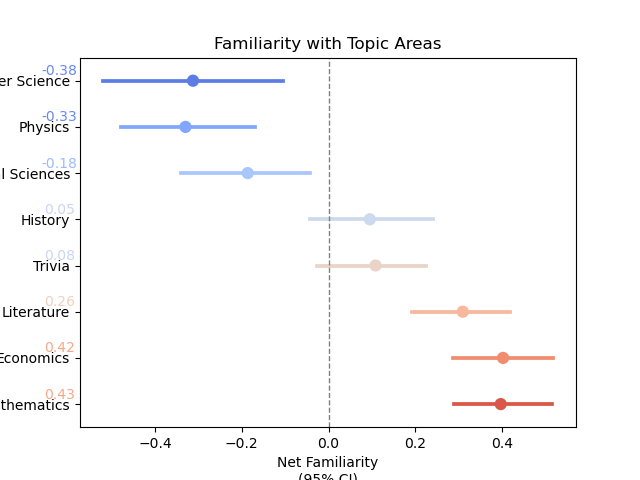 Familiarity with Topic Areas
-0.38
er Science
-0.33
Physics
-0.18
l Sciences
0.05
History
0.08
Trivia
0.26
Literature
0.42
Economics
0.43
thematics
−0.4 −0.2 0.0 0.2 0.4
Net Familiarity
(95% CI)